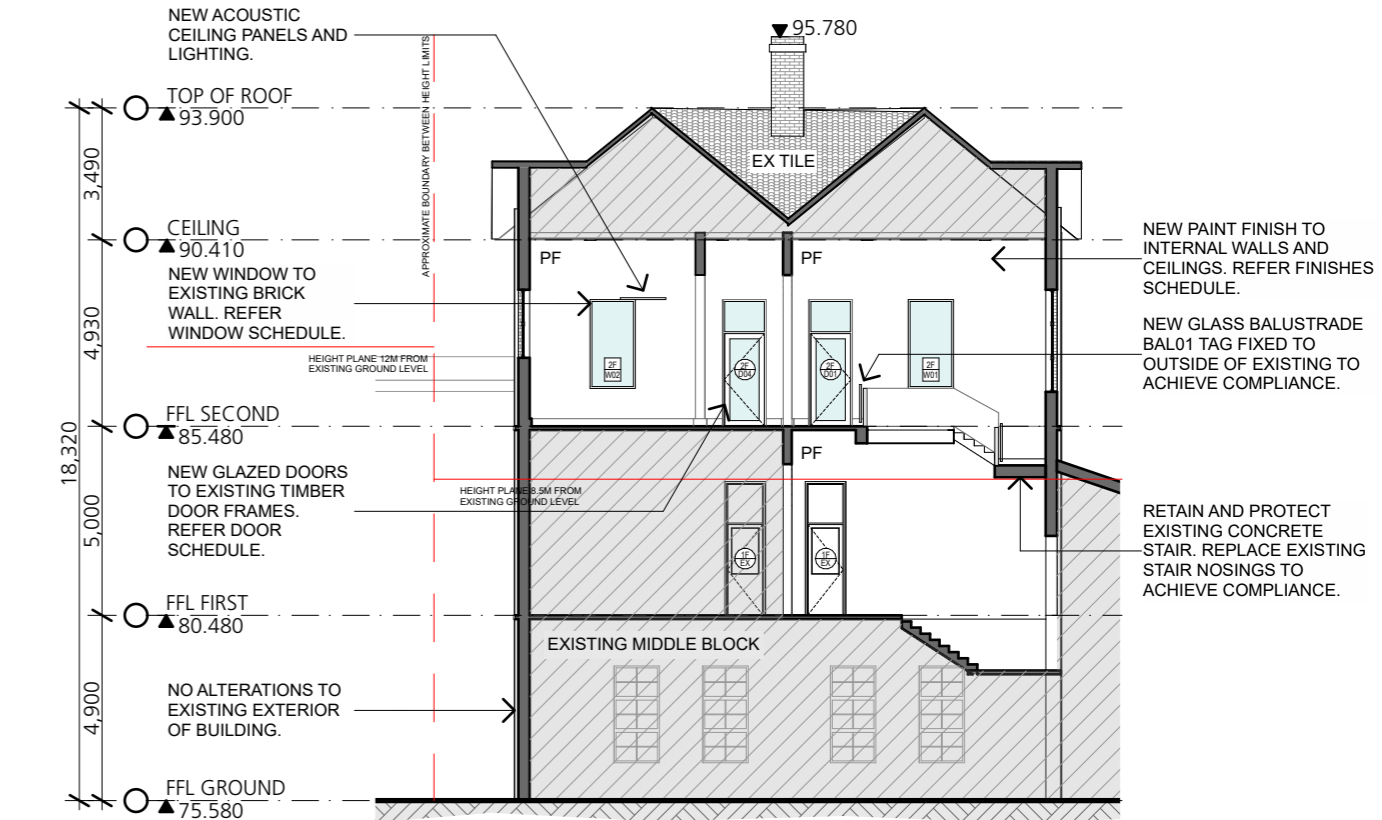 NEW ACOUSTIC
CEILING PANELS AND
LIGHTING.
95.780
APPROXIMATE BOUNDARY BETWEEN HEIGHT LIMITS
TOP OF ROOF
93.900
3,490
EX TILE
CEILING
90.410
PF
PF
NEW PAINT FINISH TO
INTERNAL WALLS AND
CEILINGS. REFER FINISHES
SCHEDULE.
NEW WINDOW TO
EXISTING BRICK
WALL. REFER
WINDOW SCHEDULE.
4,930
NEW GLASS BALUSTRADE
BAL01 TAG FIXED TO
OUTSIDE OF EXISTING TO
ACHIEVE COMPLIANCE.
HEIGHT PLANE 12M FROM
EXISTING GROUND LEVEL
2F
W02
2F
D04
2F
D01
2F
W01
FFL SECOND
85.480
18,320
PF
NEW GLAZED DOORS
TO EXISTING TIMBER
DOOR FRAMES.
REFER DOOR
SCHEDULE.
HEIGHT PLANE 8.5M FROM
EXISTING GROUND LEVEL
5,000
RETAIN AND PROTECT
EXISTING CONCRETE
STAIR. REPLACE EXISTING
STAIR NOSINGS TO
ACHIEVE COMPLIANCE.
1F
EX
1F
EX
FFL FIRST
80.480
EXISTING MIDDLE BLOCK
4,900
NO ALTERATIONS TO
EXISTING EXTERIOR
OF BUILDING.
FFL GROUND
75.580